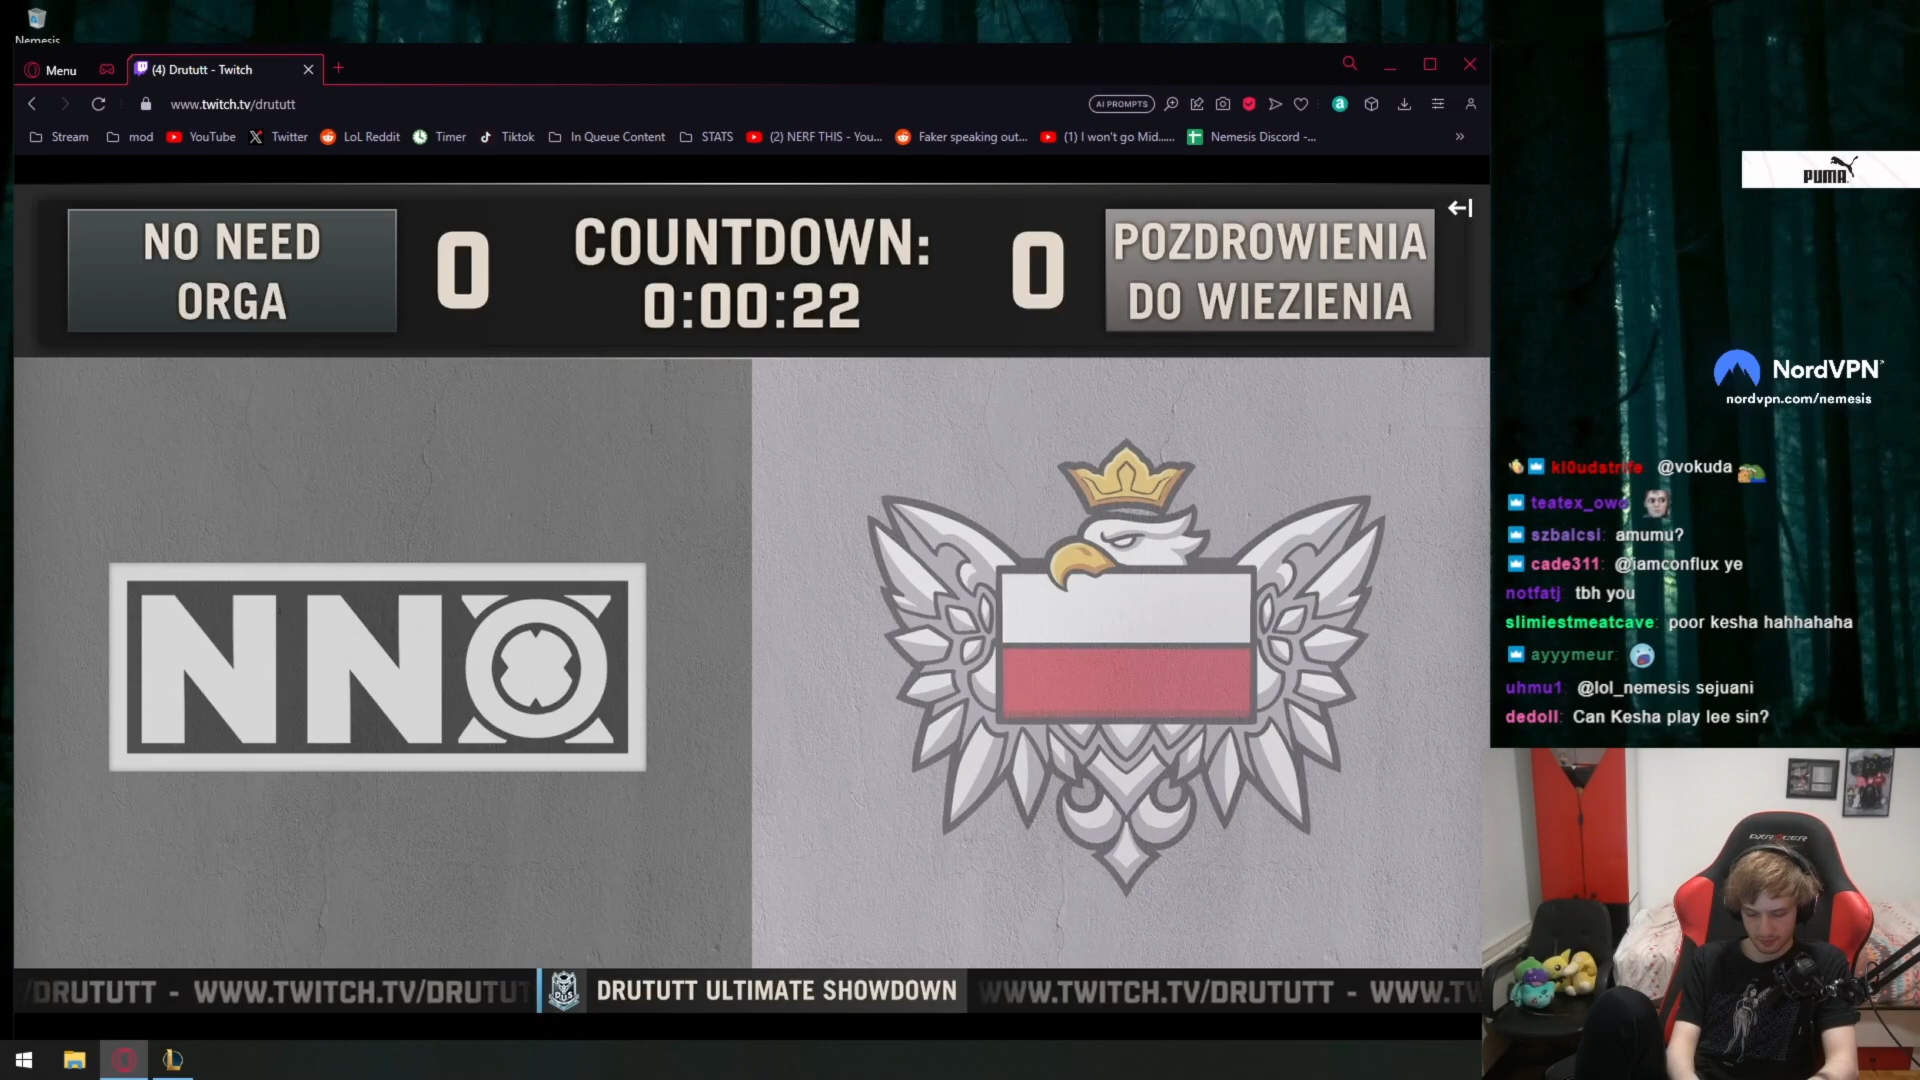 Nemesis
Menu
(4) Drututt - Twitch
www.twitch.tv/drututt
AI PROMPTS
Stream
mod
YouTube
Twitter
LoL Reddit
Timer
Tiktok
In Queue Content
STATS
(2) NERF THIS - You...
Faker speaking out...
(1) I won't go Mid......
Nemesis Discord -...
NO NEED
ORGA
0
COUNTDOWN:
0:00:22
0
POZDROWIENIA
DO WIEZIENIA
PUMA
NordVPN
nordvpn.com/nemesis
kl0udstrife @vokuda
teatex_owo
szbalcsi: amumu?
cade311: @iamconflux ye
notfatj: tbh you
slimiestmeatcave: poor kesha hahhahaha
ayyymeur:
uhmu1: @lol_nemesis sejuani
dedoll: Can Kesha play lee sin?
NNO
/DRUTUTT - WWW.TWITCH.TV/DRUTUT
DUS
DRUTUTT ULTIMATE SHOWDOWN
WW.TWITCH.TV/DRUTUTT - WWW.TW